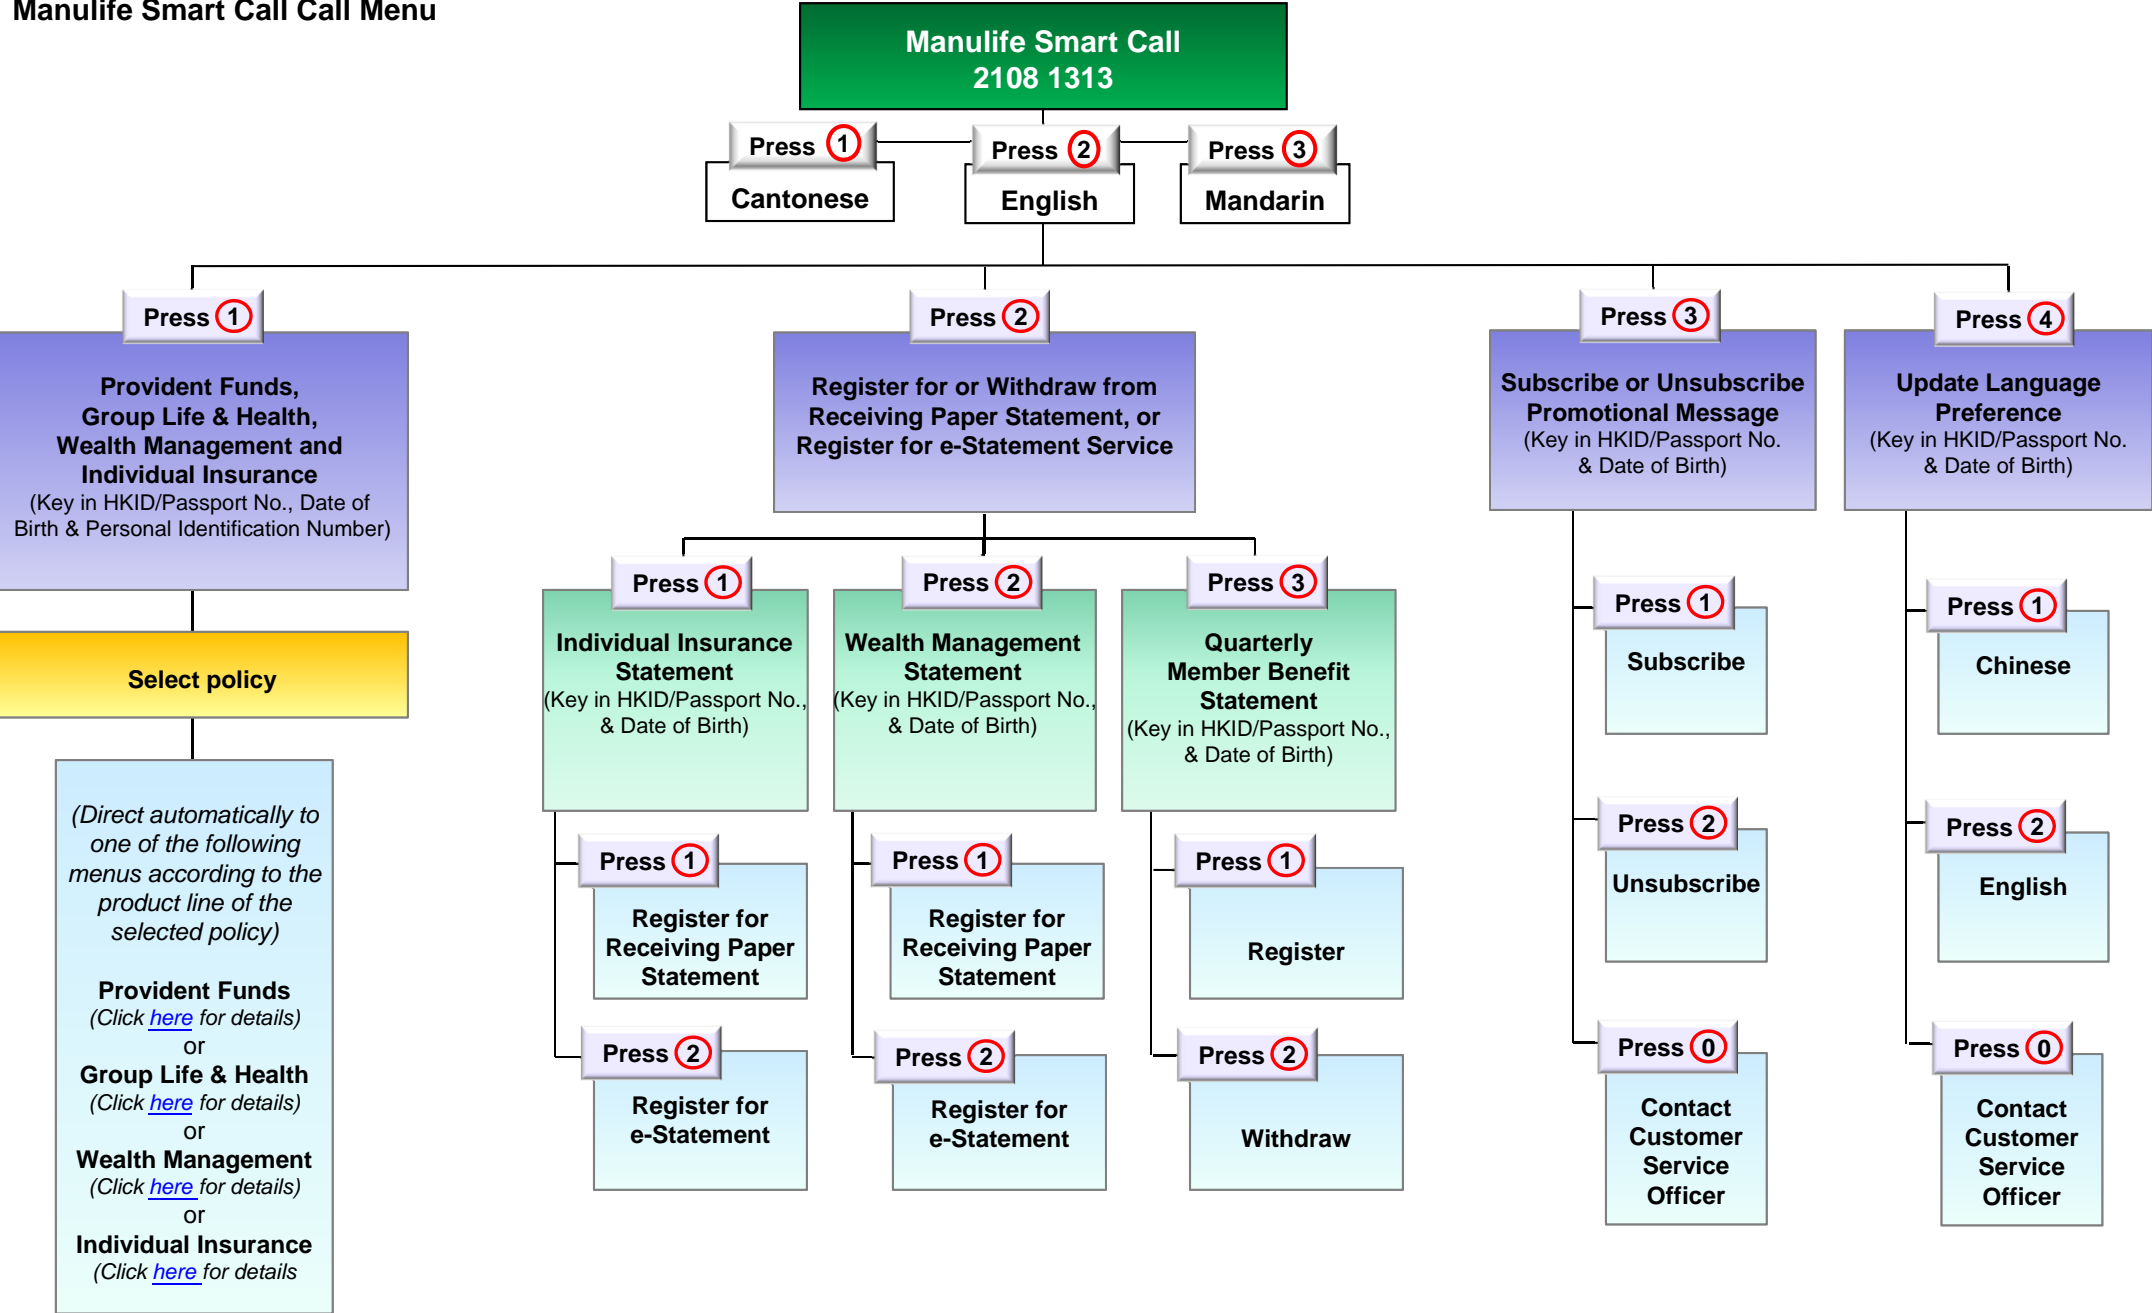 Manulife Smart Call Call Menu
Manulife Smart Call
2108 1313
Press 1
Cantonese
Press 2
English
Press 3
Mandarin
Press 1
Provident Funds,
Group Life & Health,
Wealth Management and
Individual Insurance
(Key in HKID/Passport No., Date of
Birth & Personal Identification Number)
Select policy
(Direct automatically to
one of the following
menus according to the
product line of the
selected policy)
Provident Funds
(Click here for details)
or
Group Life & Health
(Click here for details)
or
Wealth Management
(Click here for details)
or
Individual Insurance
(Click here for details
Press 2
Register for or Withdraw from
Receiving Paper Statement, or
Register for e-Statement Service
Press 1
Individual Insurance
Statement
(Key in HKID/Passport No.,
& Date of Birth)
Press 1
Register for
Receiving Paper
Statement
Press 2
Register for
e-Statement
Press 2
Wealth Management
Statement
(Key in HKID/Passport No.,
& Date of Birth)
Press 1
Register for
Receiving Paper
Statement
Press 2
Register for
e-Statement
Press 3
Quarterly
Member Benefit
Statement
(Key in HKID/Passport No.,
& Date of Birth)
Press 1
Register
Press 2
Withdraw
Press 3
Subscribe or Unsubscribe
Promotional Message
(Key in HKID/Passport No.
& Date of Birth)
Press 1
Subscribe
Press 2
Unsubscribe
Press 0
Contact
Customer
Service
Officer
Press 4
Update Language
Preference
(Key in HKID/Passport No.
& Date of Birth)
Press 1
Chinese
Press 2
English
Press 0
Contact
Customer
Service
Officer